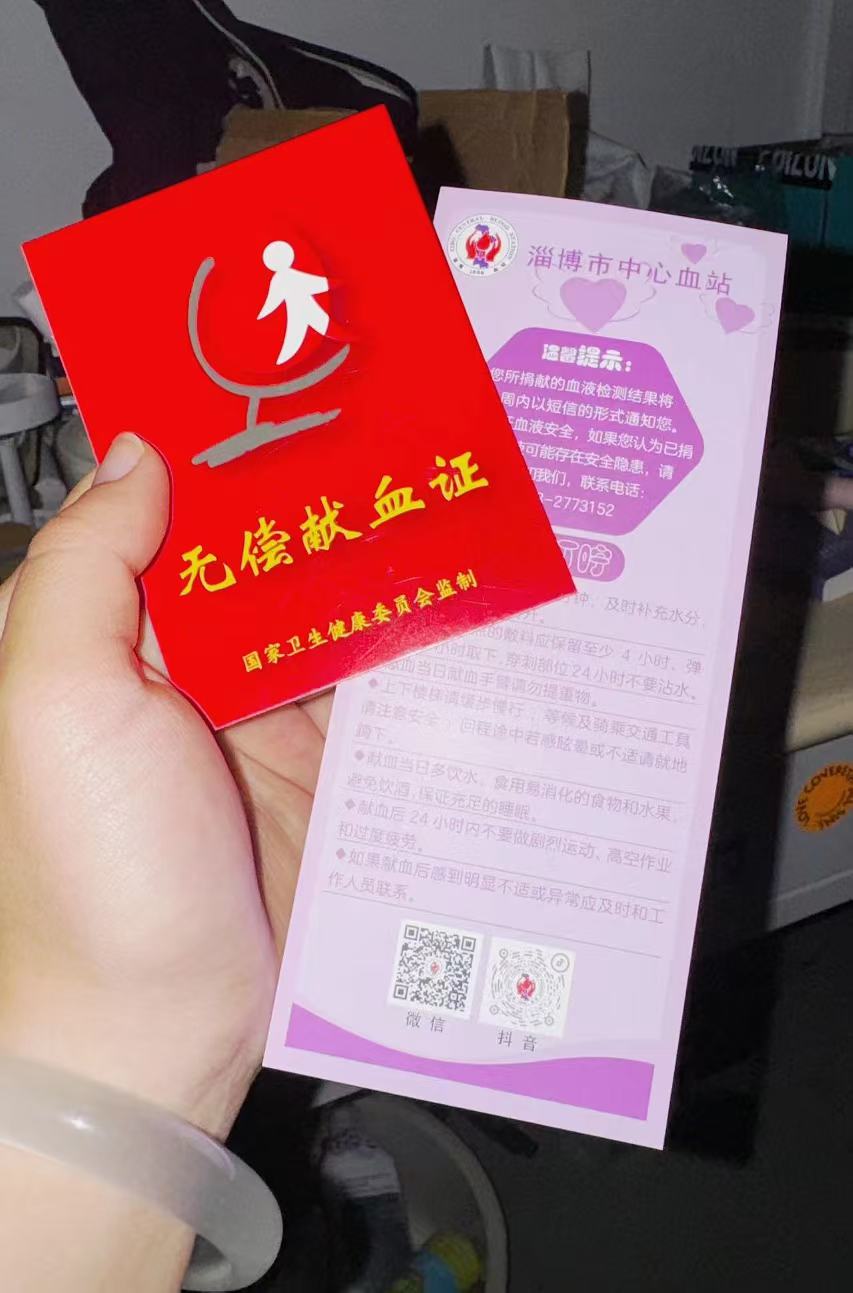 无偿献血证
国家卫生健康委员会监制
淄博市中心血站
温馨提示:
您所捐献的血液检测结果将
周内以短信的形式通知您。
血液安全，如果您认为已捐
可能存在安全隐患，请
我们，联系电话:
-2773152
叮咛
钟、及时补充水分,
的敷料应保留至少 4 小时、弹
小时取下,穿刺部位24小时不要沾水。
献血当日献血手臂请勿提重物。
◆上下楼梯请缓步慢行；等候及骑乘交通工具
请注意安全；回程途中若感眩晕或不适请就地
蹲下。
◆献血当日多饮水、食用易消化的食物和水果,
避免饮酒,保证充足的睡眠。
◆献血后24小时内不要做剧烈运动、高空作业
和过度疲劳。
◆如果献血后感到明显不适或异常应及时和工
作人员联系。
微信
抖音